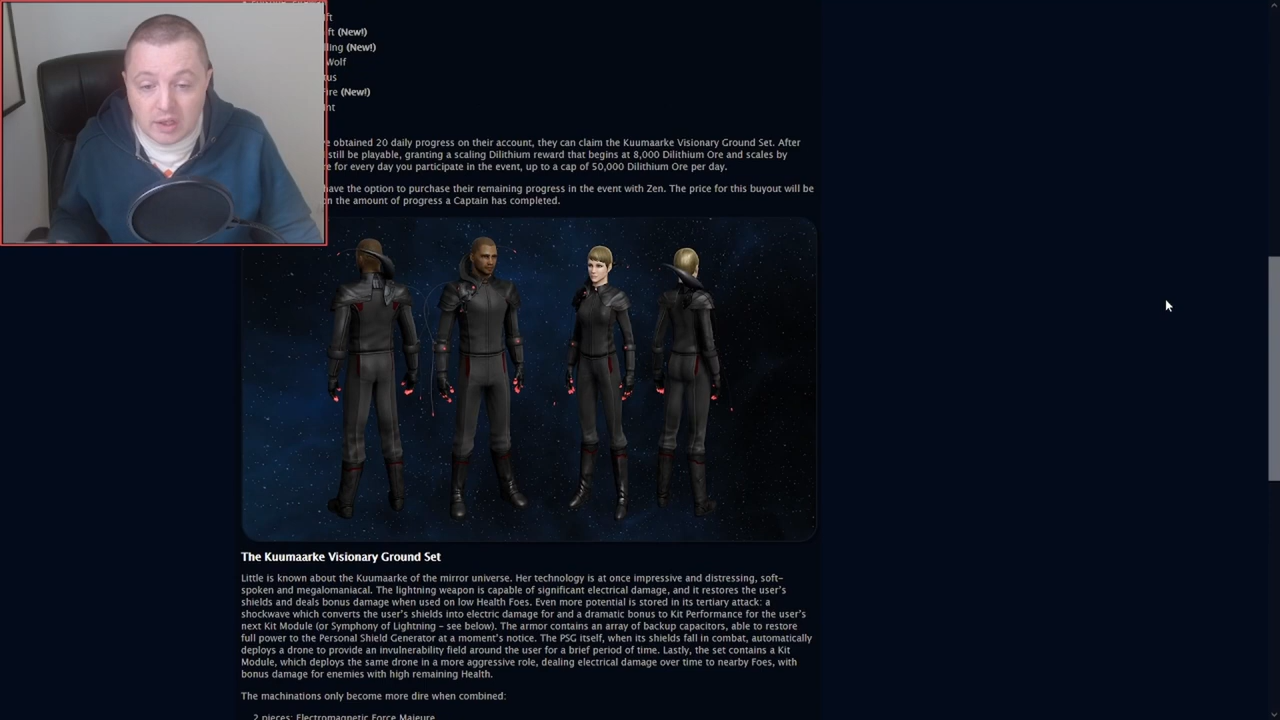 ft
ft (New!)
lling (New!)
Wolf
tus
ire (New!)
int
e obtained 20 daily progress on their account, they can claim the Kuumaarke Visionary Ground Set. After
still be playable, granting a scaling Dilithium reward that begins at 8,000 Dilithium Ore and scales by
e for every day you participate in the event, up to a cap of 50,000 Dilithium Ore per day.
have the option to purchase their remaining progress in the event with Zen. The price for this buyout will be
n the amount of progress a Captain has completed.
The Kuumaarke Visionary Ground Set
Little is known about the Kuumaarke of the mirror universe. Her technology is at once impressive and distressing, soft-
spoken and megalomaniacal. The lightning weapon is capable of significant electrical damage, and it restores the user's
shields and deals bonus damage when used on low Health Foes. Even more potential is stored in its tertiary attack: a
shockwave which converts the user's shields into electric damage for and a dramatic bonus to Kit Performance for the user's
next Kit Module (or Symphony of Lightning – see below). The armor contains an array of backup capacitors, able to restore
full power to the Personal Shield Generator at a moment's notice. The PSG itself, when its shields fall in combat, automatically
deploys a drone to provide an invulnerability field around the user for a brief period of time. Lastly, the set contains a Kit
Module, which deploys the same drone in a more aggressive role, dealing electrical damage over time to nearby Foes, with
bonus damage for enemies with high remaining Health.
The machinations only become more dire when combined:
2 pieces: Electromagnetic Force Majeure